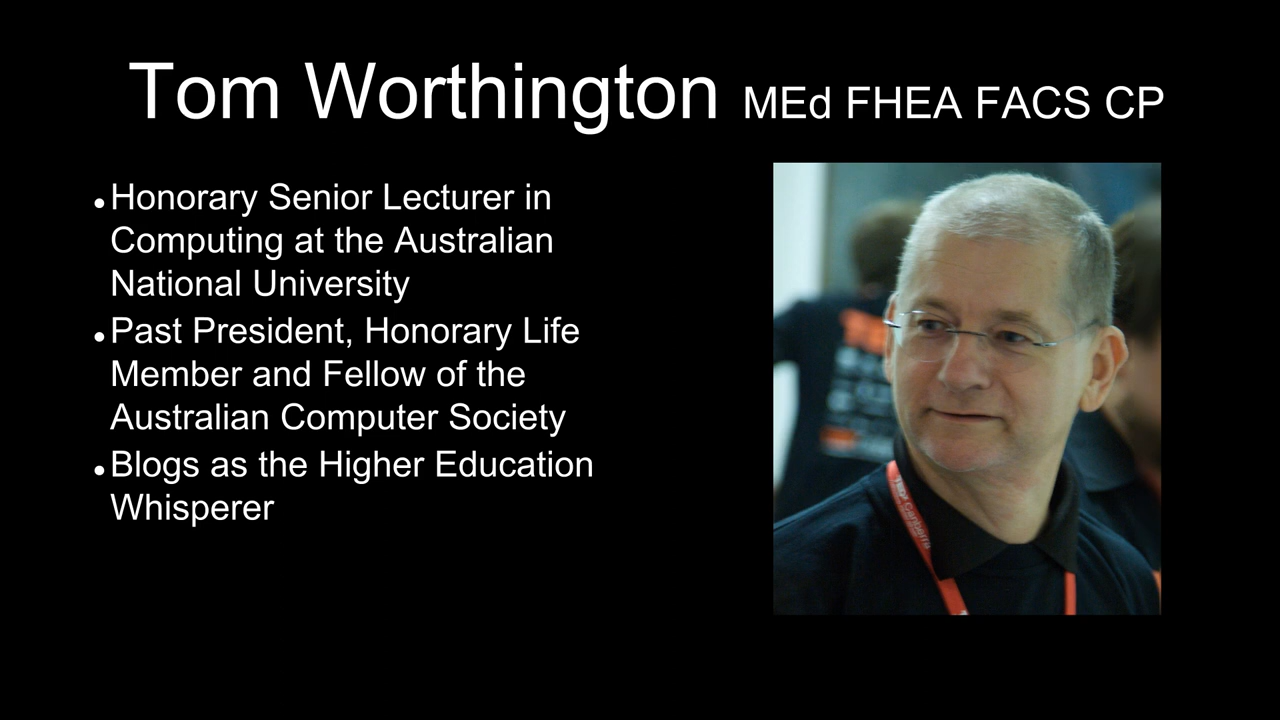 Tom Worthington MEd FHEA FACS CP
●Honorary Senior Lecturer in
Computing at the Australian
National University
●Past President, Honorary Life
Member and Fellow of the
Australian Computer Society
●Blogs as the Higher Education
Whisperer
Canberra